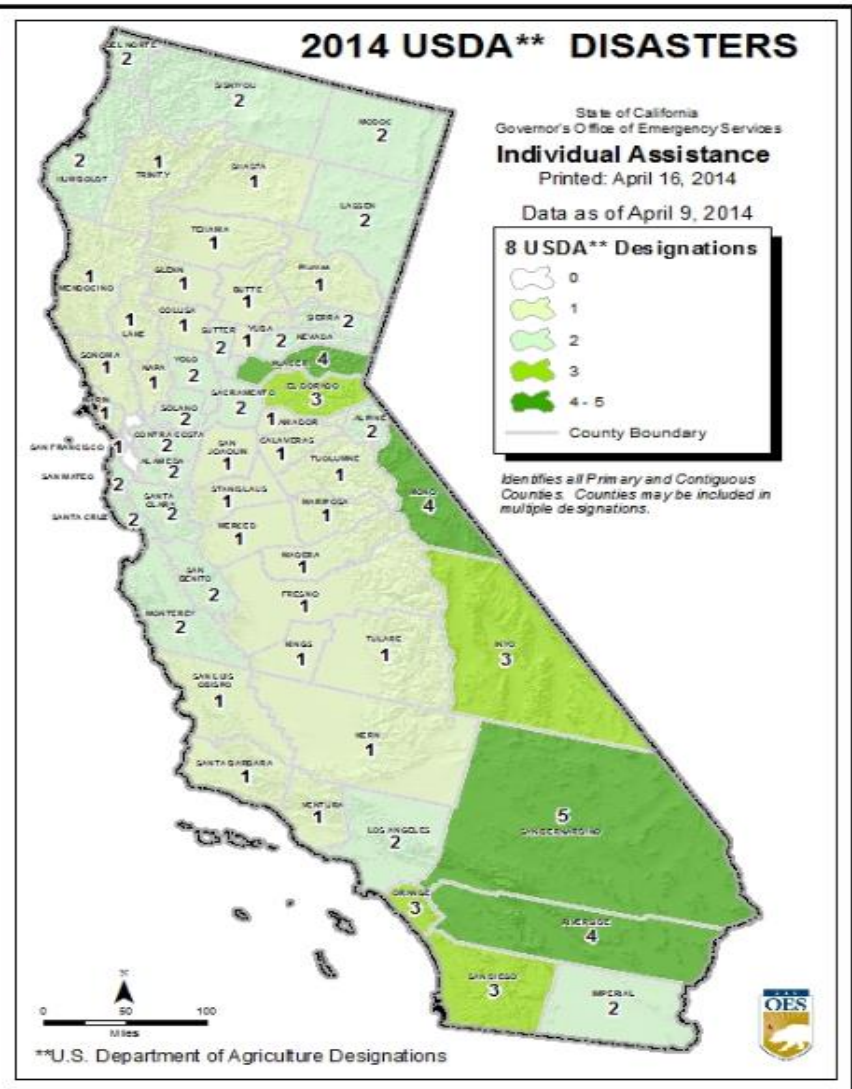 2014 USDA** DISASTERS
State of California
Governor's Office of Emergency Services
Individual Assistance
Printed: April 16, 2014
Data as of April 9, 2014
8 USDA** Designations
0
1
2
3
4 - 5
County Boundary
Identifies all Primary and Contiguous
Counties. Counties may be included in
multiple designations.
DEL NORTE
2
SISKIYOU
2
MODOC
2
2
HUMBOLDT
1
TRINITY
SHASTA
1
LASSEN
2
TEHAMA
1
1
MENDOCINO
GLENN
1
BUTTE
1
Plumas
1
1
LAKE
COLUSA
1
SUTTER
2
YUBA
1
SIERRA 2
2 NEVADA
SONOMA
1
NAPA
1
YOLO
2
PLACER 4
EL DORADO
3
MARIN
1
SOLANO
2
SACRAMENTO
2
1
AMADOR
ALPINE
2
SAN FRANCISCO 1
CONTRA COSTA
2
SAN
JOAQUIN
1
CALAVERAS
1
TUOLUMNE
1
SAN MATEO 2
ALAMEDA
2
STANISLAUS
1
MARIPOSA
1
MONO
4
SANTA CRUZ 2
SANTA
CLARA
2
MERCED
1
MADERA
1
SAN
BENITO
2
FRESNO
1
MONTEREY
2
KINGS
1
TULARE
1
INYO
3
SAN LUIS
OBISPO
1
KERN
1
SANTA BARBARA
1
VENTURA
1
LOS ANGELES
2
5
SAN BERNARDINO
ORANGE
3
RIVERSIDE
4
SAN DIEGO
3
IMPERIAL
2
N
0 50 100
Miles
OES
**U.S. Department of Agriculture Designations